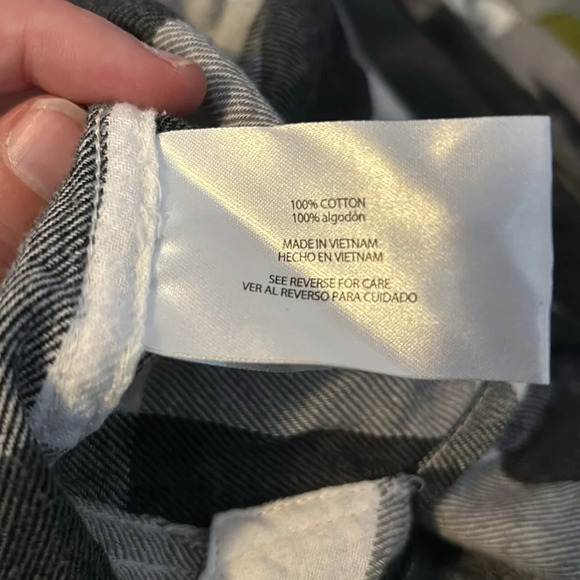 100% COTTON
100% algodón
MADE IN VIETNAM
HECHO EN VIETNAM
SEE REVERSE FOR CARE
VER AL REVERSO PARA CUIDADO